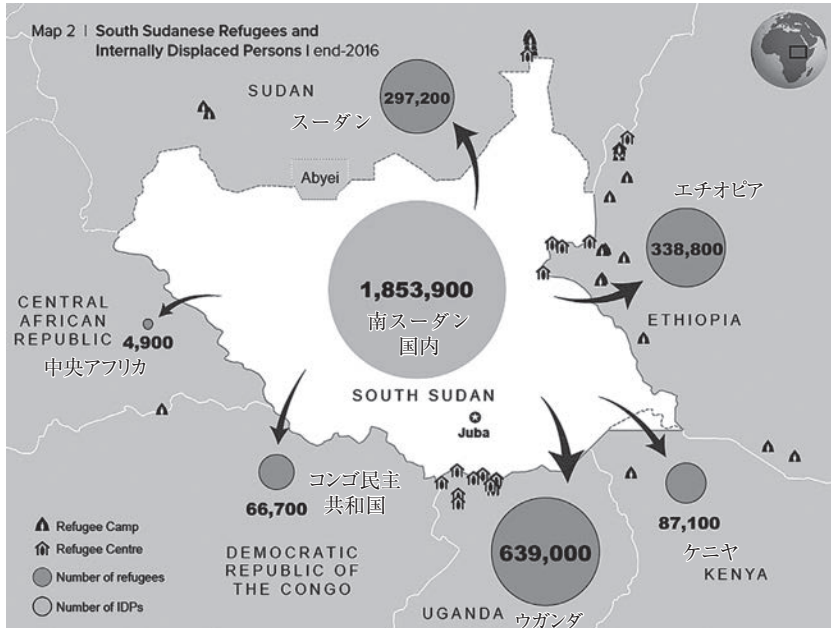 Map 2 | South Sudanese Refugees and
Internally Displaced Persons | end-2016
SUDAN
297,200
スーダン
Abyei
エチオピア
338,800
ETHIOPIA
1,853,900
南スーダン
国内
CENTRAL
AFRICAN
REPUBLIC
4,900
中央アフリカ
SOUTH SUDAN
Juba
コンゴ民主
共和国
66,700
DEMOCRATIC
REPUBLIC OF
THE CONGO
639,000
UGANDA
ウガンダ
87,100
ケニヤ
KENYA
Refugee Camp
Refugee Centre
Number of refugees
Number of IDPs